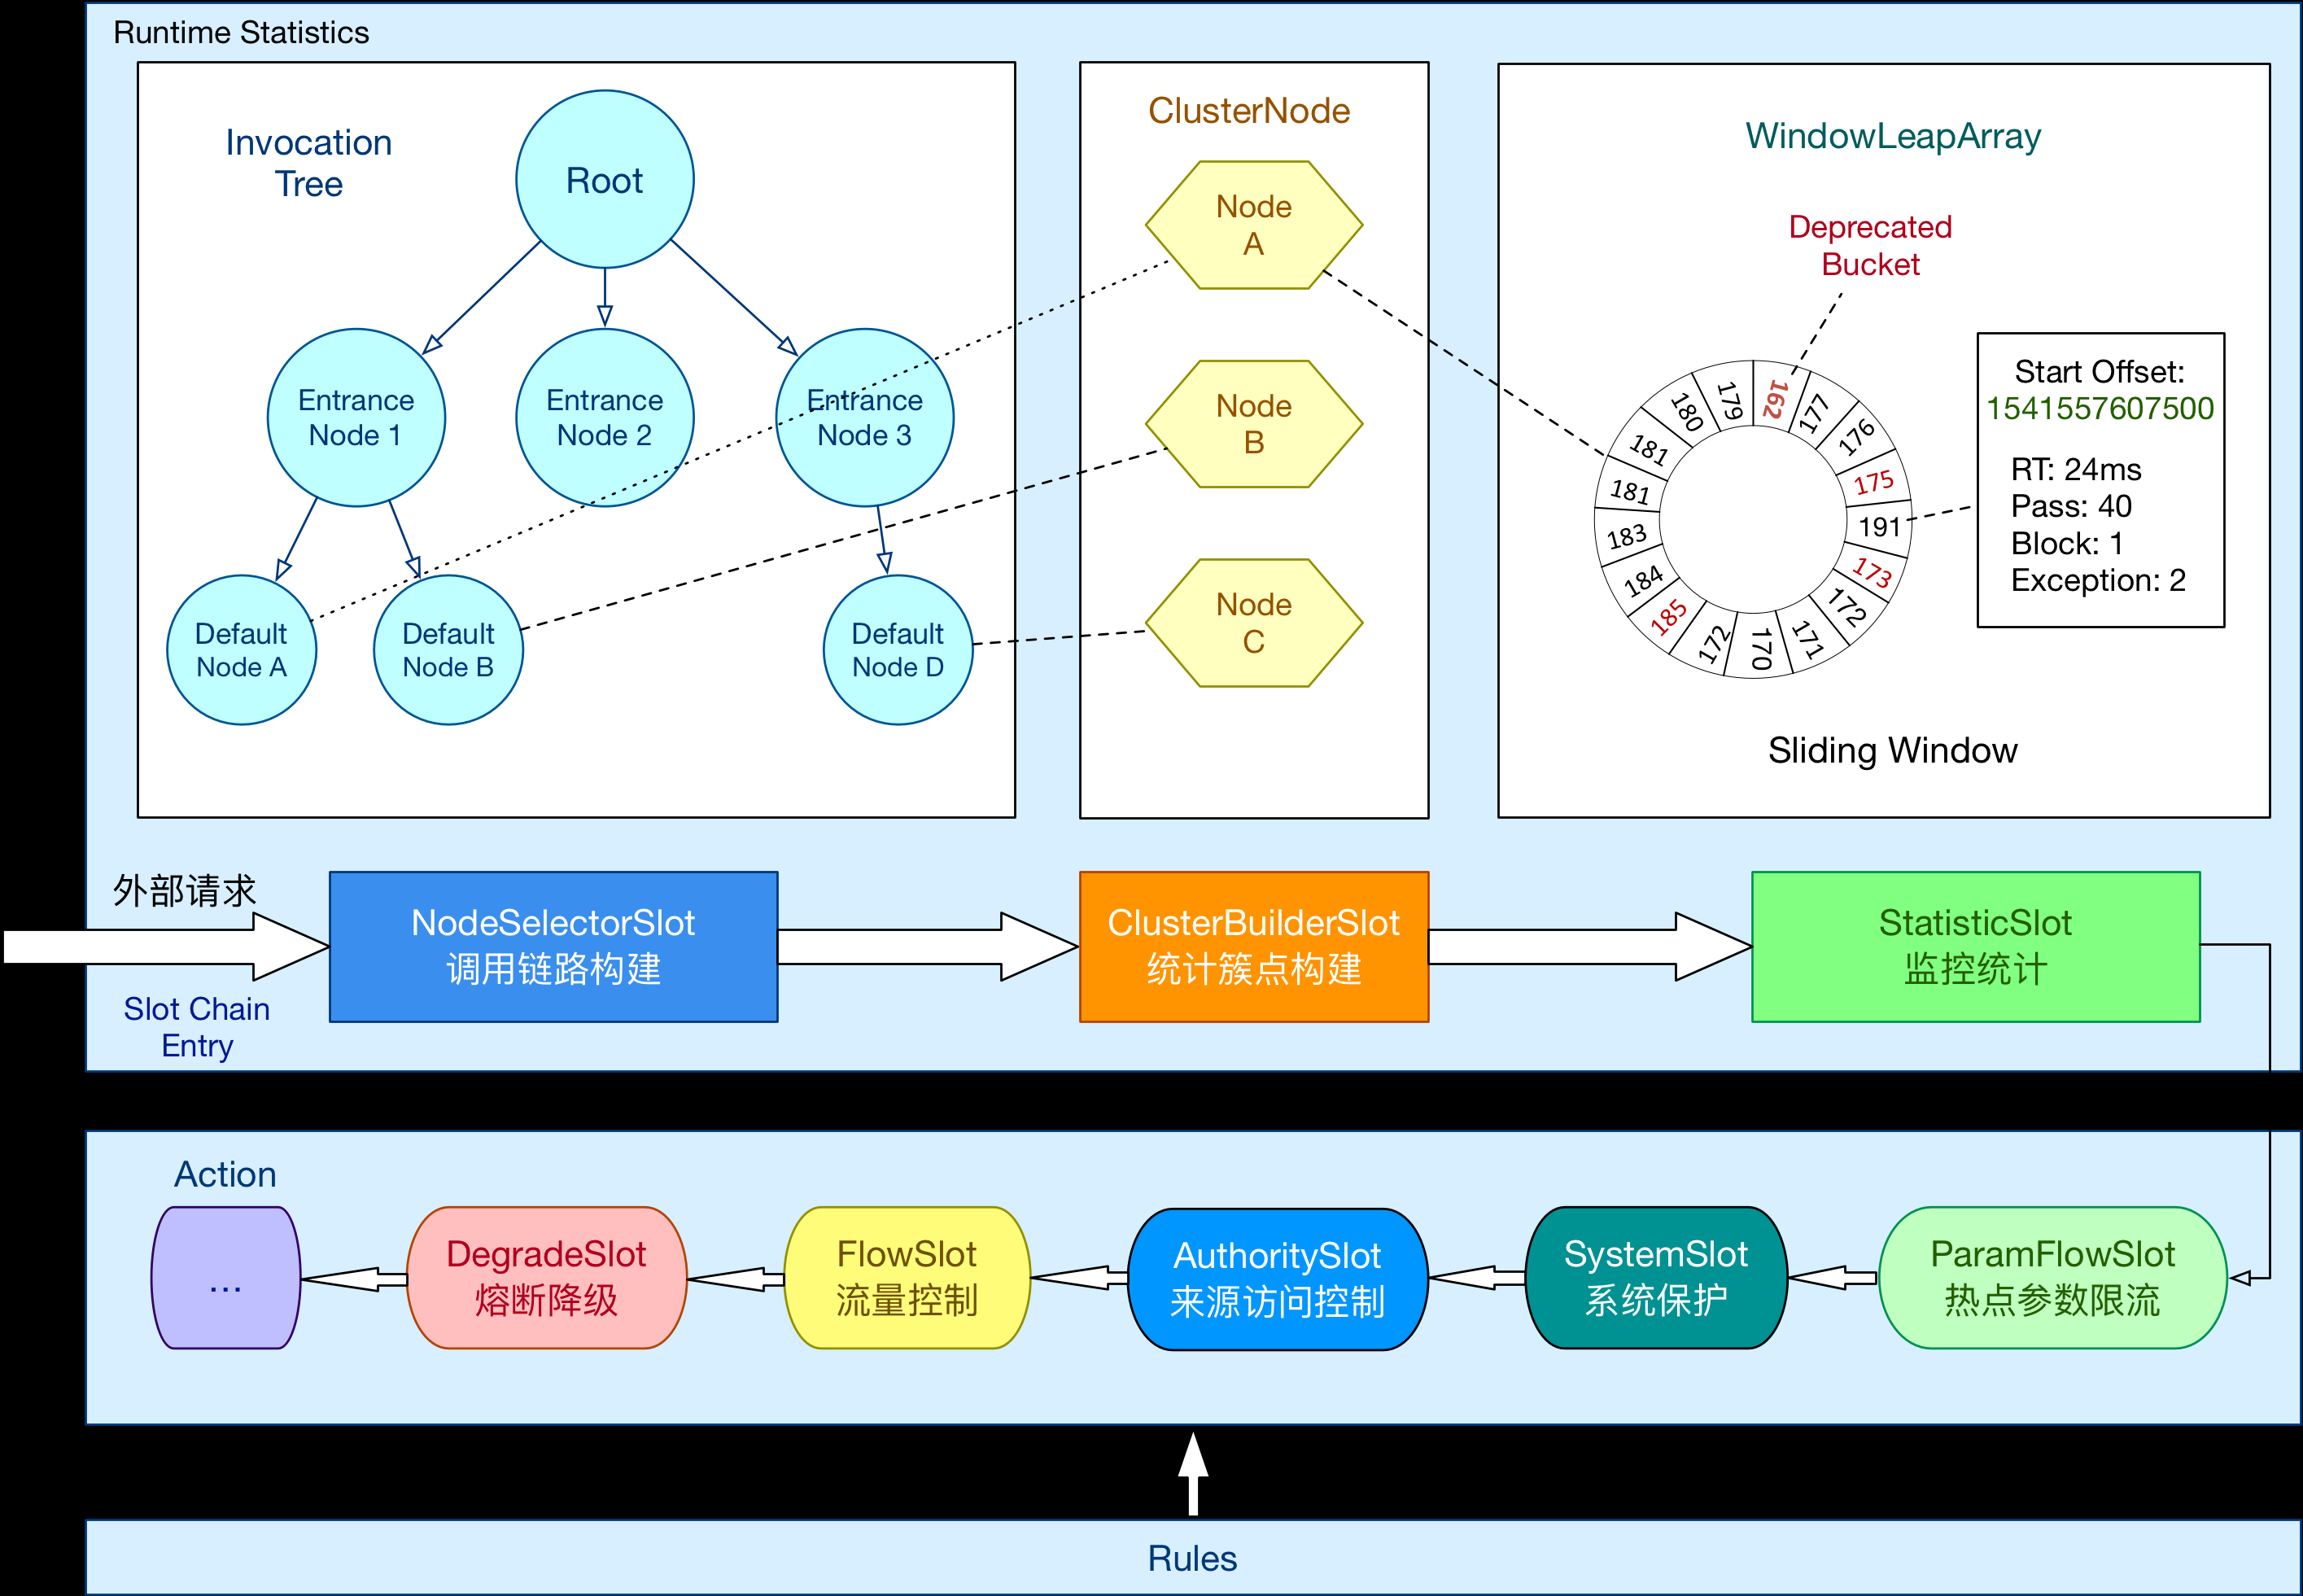 Runtime Statistics
Invocation
Tree
Root
Entrance
Node 1
Entrance
Node 2
Entrance
Node 3
Default
Node A
Default
Node B
Default
Node D
ClusterNode
Node
A
Node
B
Node
C
WindowLeapArray
Deprecated
Bucket
162
177
176
175
191
173
172
171
170
172
185
184
183
181
181
180
179
Start Offset:
1541557607500
RT: 24ms
Pass: 40
Block: 1
Exception: 2
Sliding Window
外部请求
Slot Chain
Entry
NodeSelectorSlot
调用链路构建
ClusterBuilderSlot
统计簇点构建
StatisticSlot
监控统计
Action
...
DegradeSlot
熔断降级
FlowSlot
流量控制
AuthoritySlot
来源访问控制
SystemSlot
系统保护
ParamFlowSlot
热点参数限流
Rules